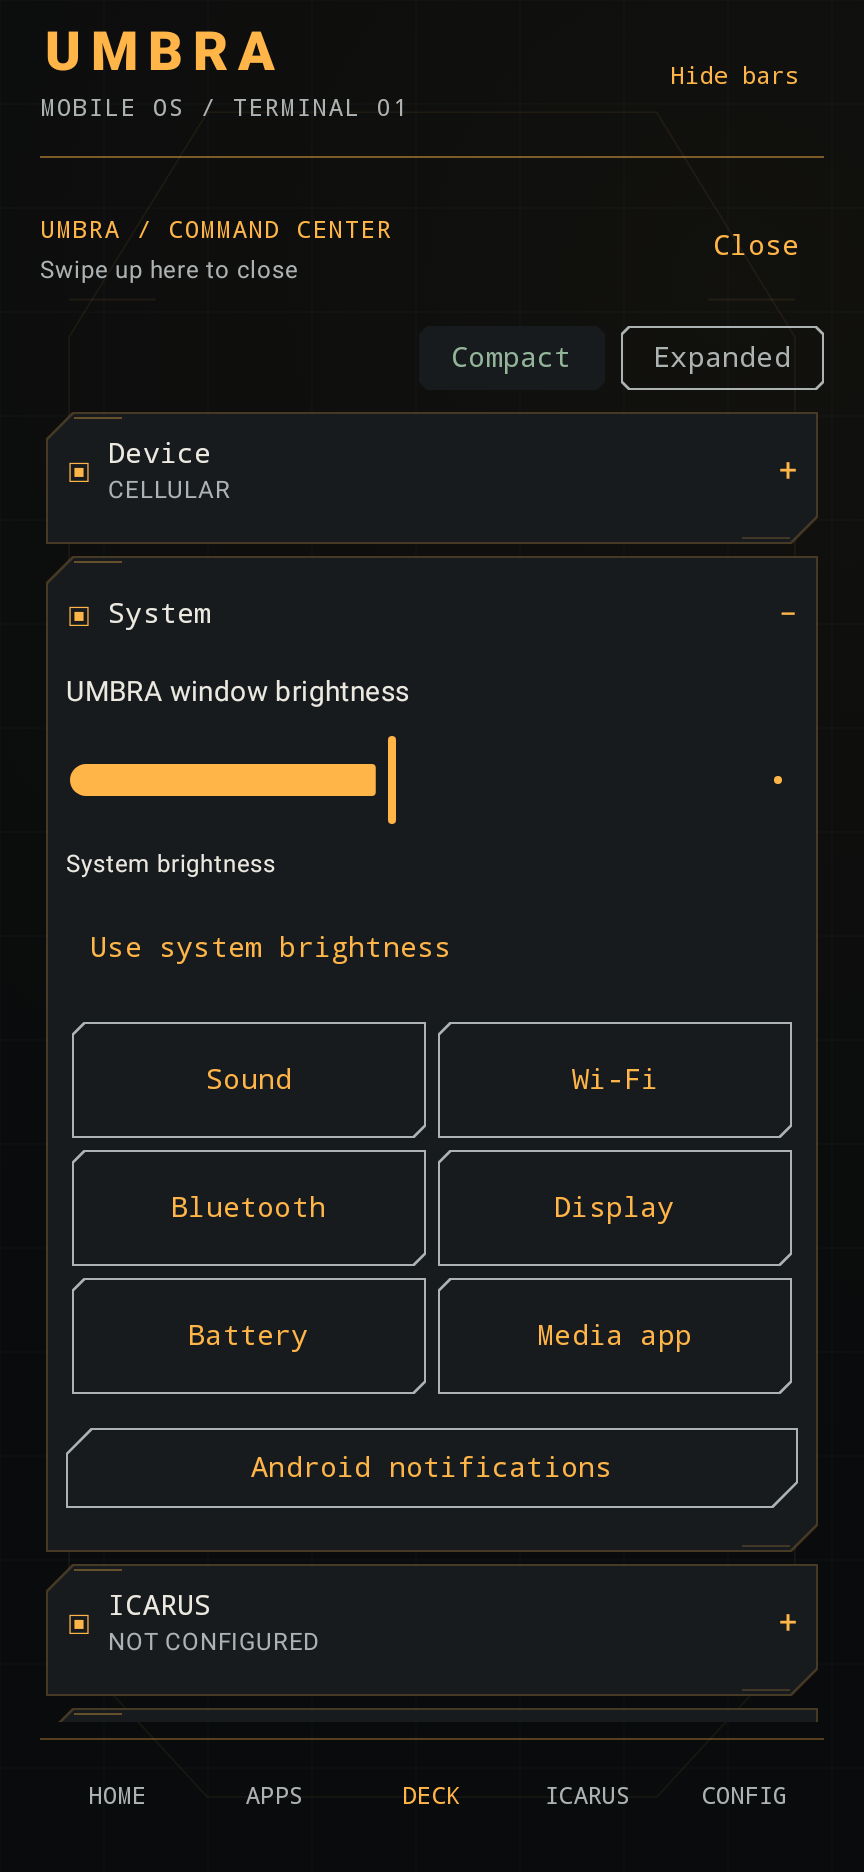 UMBRA
Hide bars
MOBILE OS / TERMINAL 01
UMBRA / COMMAND CENTER
Close
Swipe up here to close
Compact
Expanded
Device
CELLULAR
+
System
−
UMBRA window brightness
System brightness
Use system brightness
Sound
Wi-Fi
Bluetooth
Display
Battery
Media app
Android notifications
ICARUS
NOT CONFIGURED
+
HOME
APPS
DECK
ICARUS
CONFIG